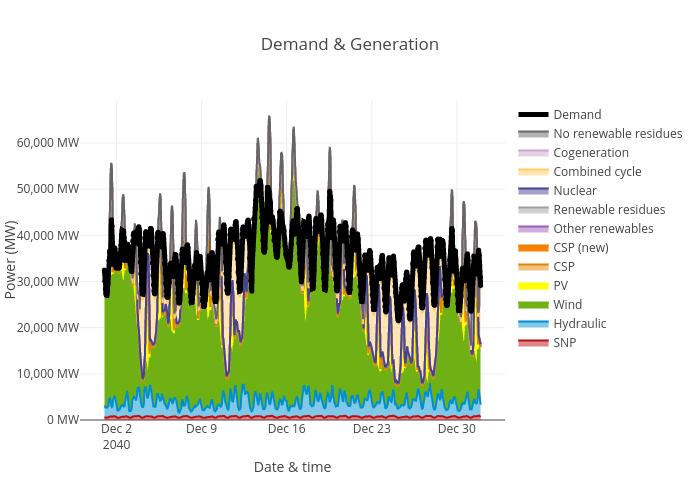 Demand & Generation
60,000 MW
50,000 MW
40,000 MW
30,000 MW
20,000 MW
10,000 MW
0 MW
Power (MW)
Dec 2
2040
Dec 9
Dec 16
Dec 23
Dec 30
Date & time
Demand
No renewable residues
Cogeneration
Combined cycle
Nuclear
Renewable residues
Other renewables
CSP (new)
CSP
PV
Wind
Hydraulic
SNP